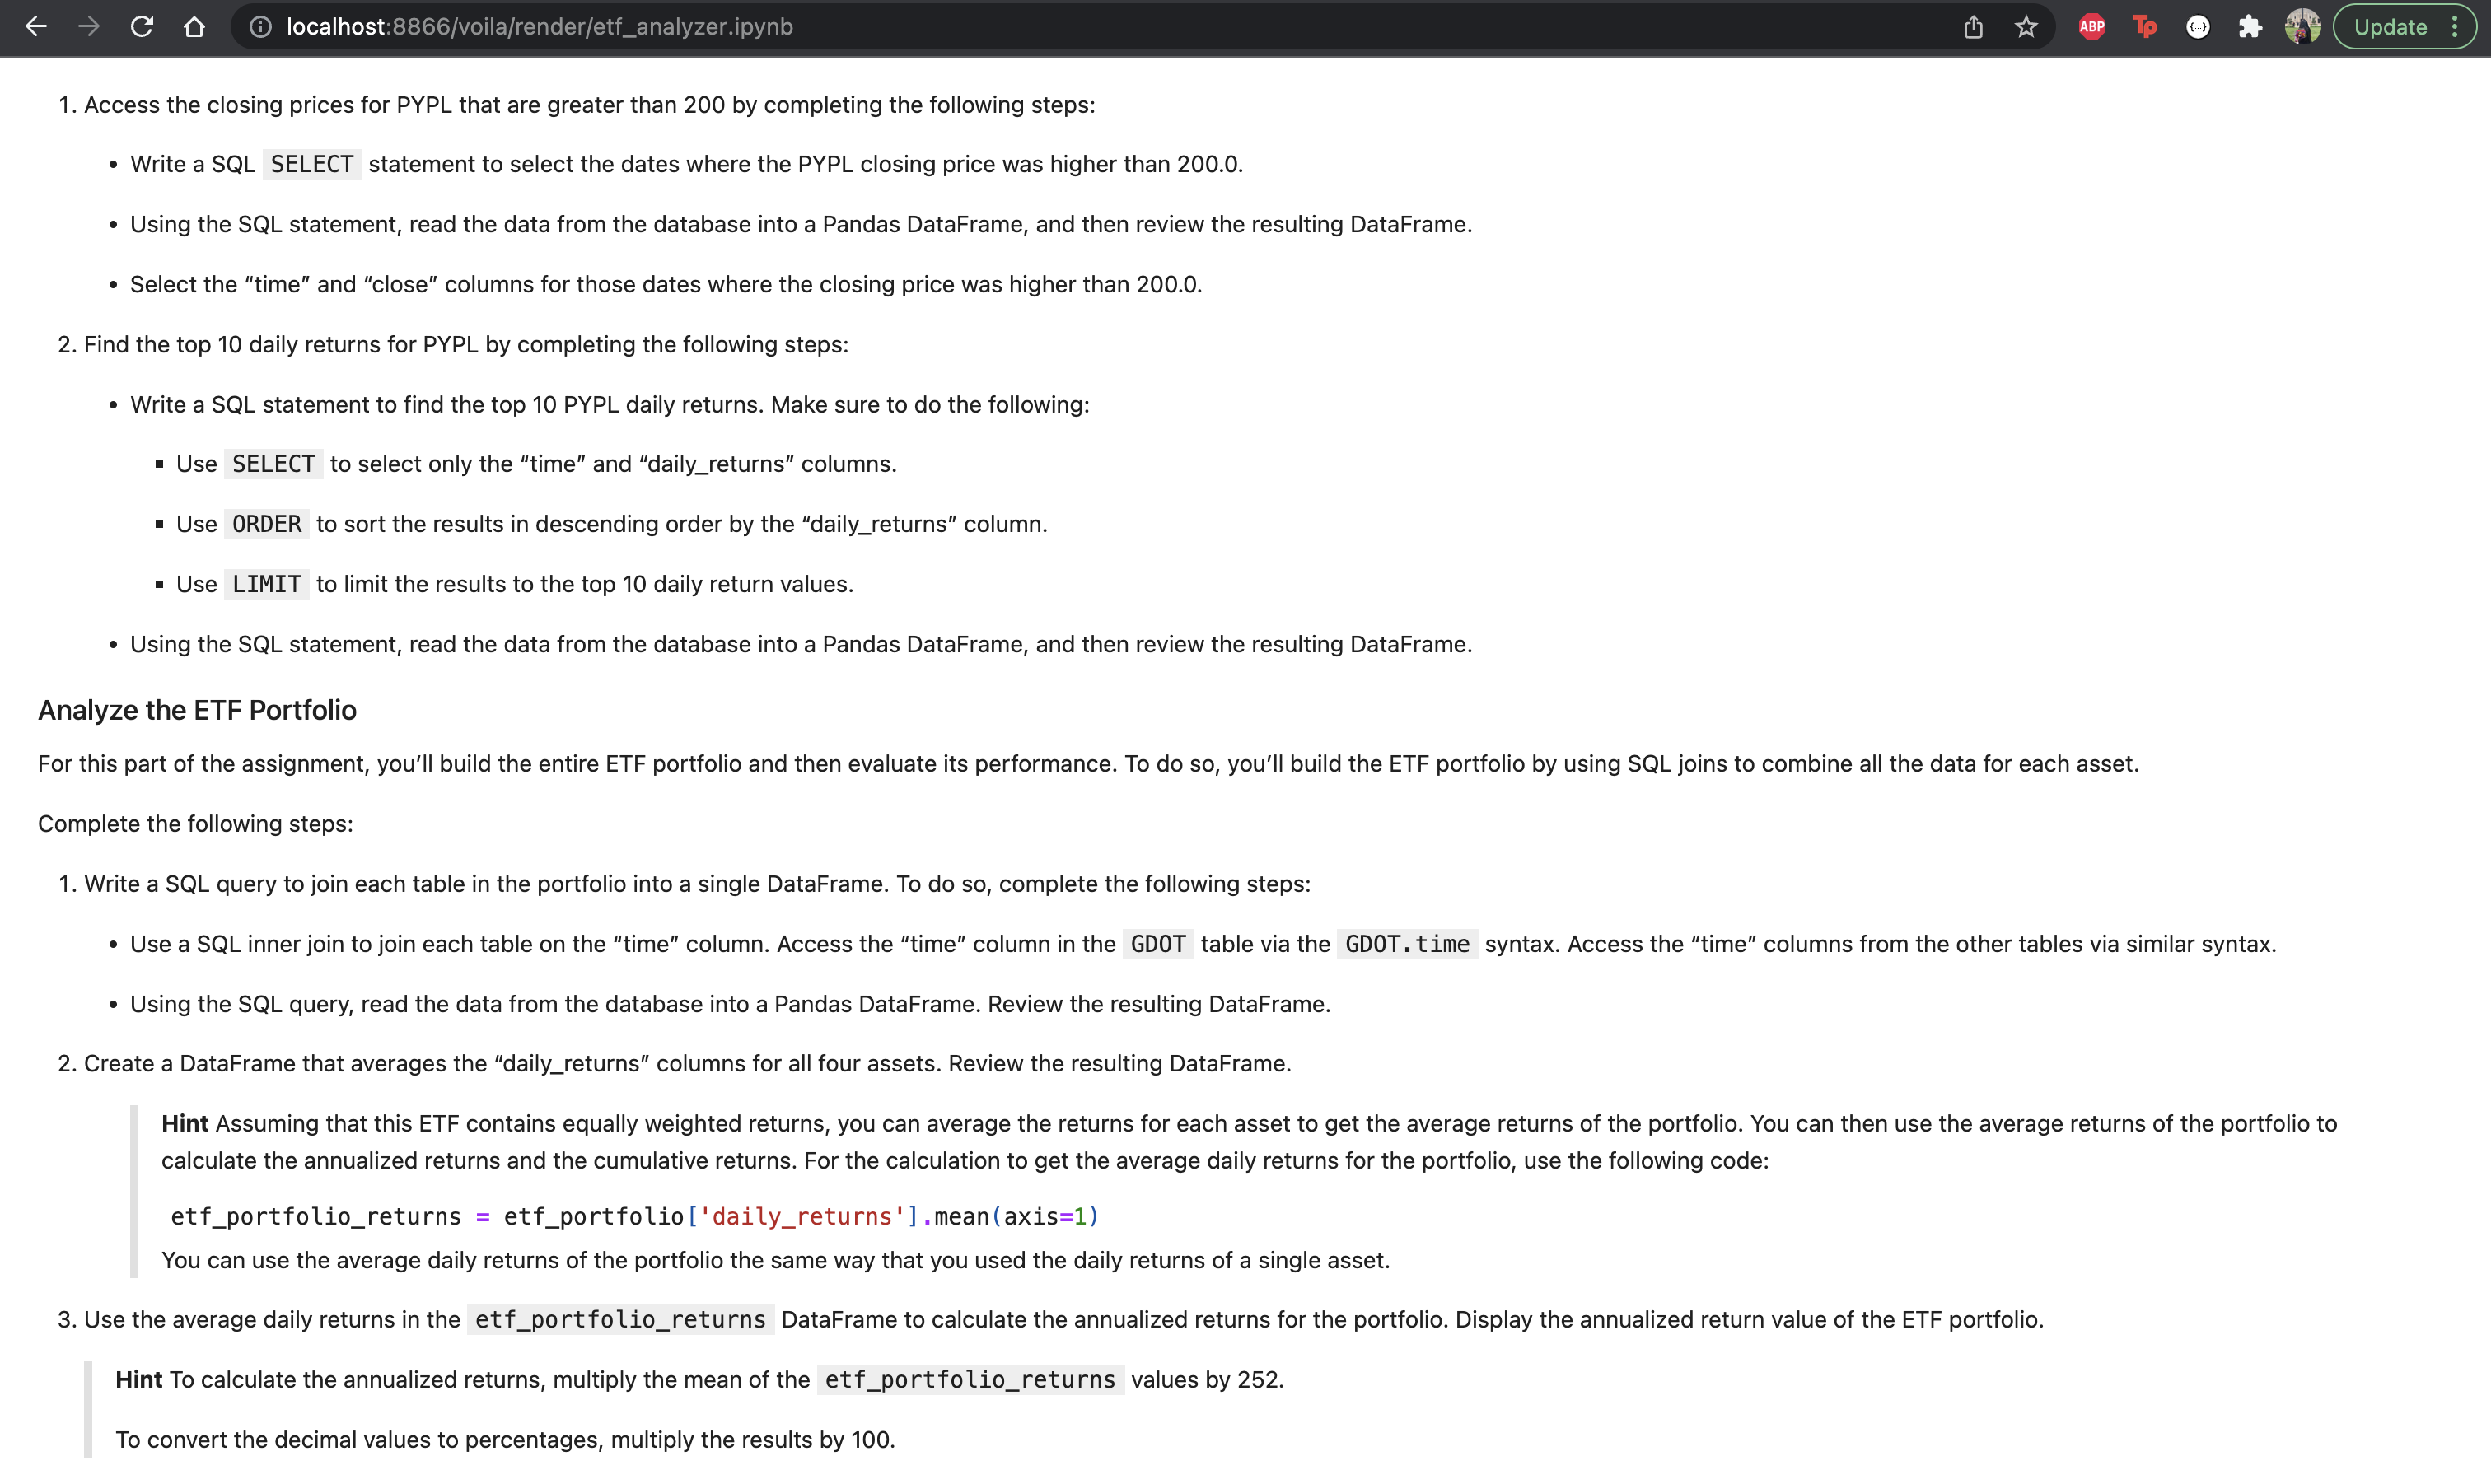 localhost:8866/voila/render/etf_analyzer.ipynb
ABP
Tp
{...}
Update
1. Access the closing prices for PYPL that are greater than 200 by completing the following steps:
• Write a SQL SELECT statement to select the dates where the PYPL closing price was higher than 200.0.
• Using the SQL statement, read the data from the database into a Pandas DataFrame, and then review the resulting DataFrame.
• Select the “time” and “close” columns for those dates where the closing price was higher than 200.0.
2. Find the top 10 daily returns for PYPL by completing the following steps:
• Write a SQL statement to find the top 10 PYPL daily returns. Make sure to do the following:
▪ Use SELECT to select only the “time” and “daily_returns” columns.
▪ Use ORDER to sort the results in descending order by the “daily_returns” column.
▪ Use LIMIT to limit the results to the top 10 daily return values.
• Using the SQL statement, read the data from the database into a Pandas DataFrame, and then review the resulting DataFrame.
Analyze the ETF Portfolio
For this part of the assignment, you’ll build the entire ETF portfolio and then evaluate its performance. To do so, you’ll build the ETF portfolio by using SQL joins to combine all the data for each asset.
Complete the following steps:
1. Write a SQL query to join each table in the portfolio into a single DataFrame. To do so, complete the following steps:
• Use a SQL inner join to join each table on the “time” column. Access the “time” column in the GDOT table via the GDOT.time syntax. Access the “time” columns from the other tables via similar syntax.
• Using the SQL query, read the data from the database into a Pandas DataFrame. Review the resulting DataFrame.
2. Create a DataFrame that averages the “daily_returns” columns for all four assets. Review the resulting DataFrame.
Hint Assuming that this ETF contains equally weighted returns, you can average the returns for each asset to get the average returns of the portfolio. You can then use the average returns of the portfolio to
calculate the annualized returns and the cumulative returns. For the calculation to get the average daily returns for the portfolio, use the following code:
etf_portfolio_returns = etf_portfolio['daily_returns'].mean(axis=1)
You can use the average daily returns of the portfolio the same way that you used the daily returns of a single asset.
3. Use the average daily returns in the etf_portfolio_returns DataFrame to calculate the annualized returns for the portfolio. Display the annualized return value of the ETF portfolio.
Hint To calculate the annualized returns, multiply the mean of the etf_portfolio_returns values by 252.
To convert the decimal values to percentages, multiply the results by 100.